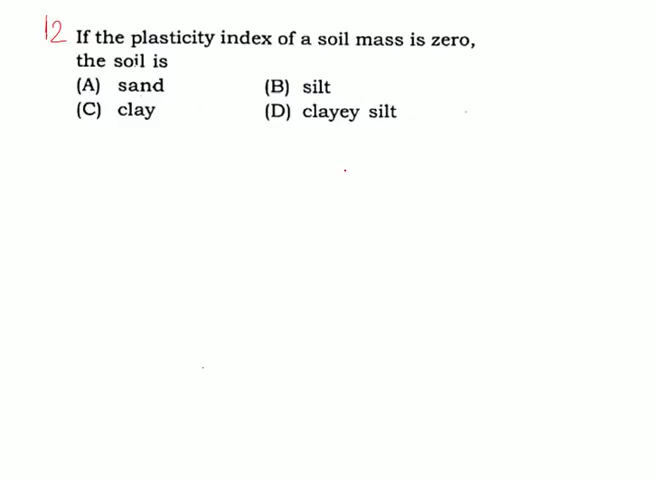 12 If the plasticity index of a soil mass is zero,
the soil is
(A) sand (B) silt
(C) clay (D) clayey silt